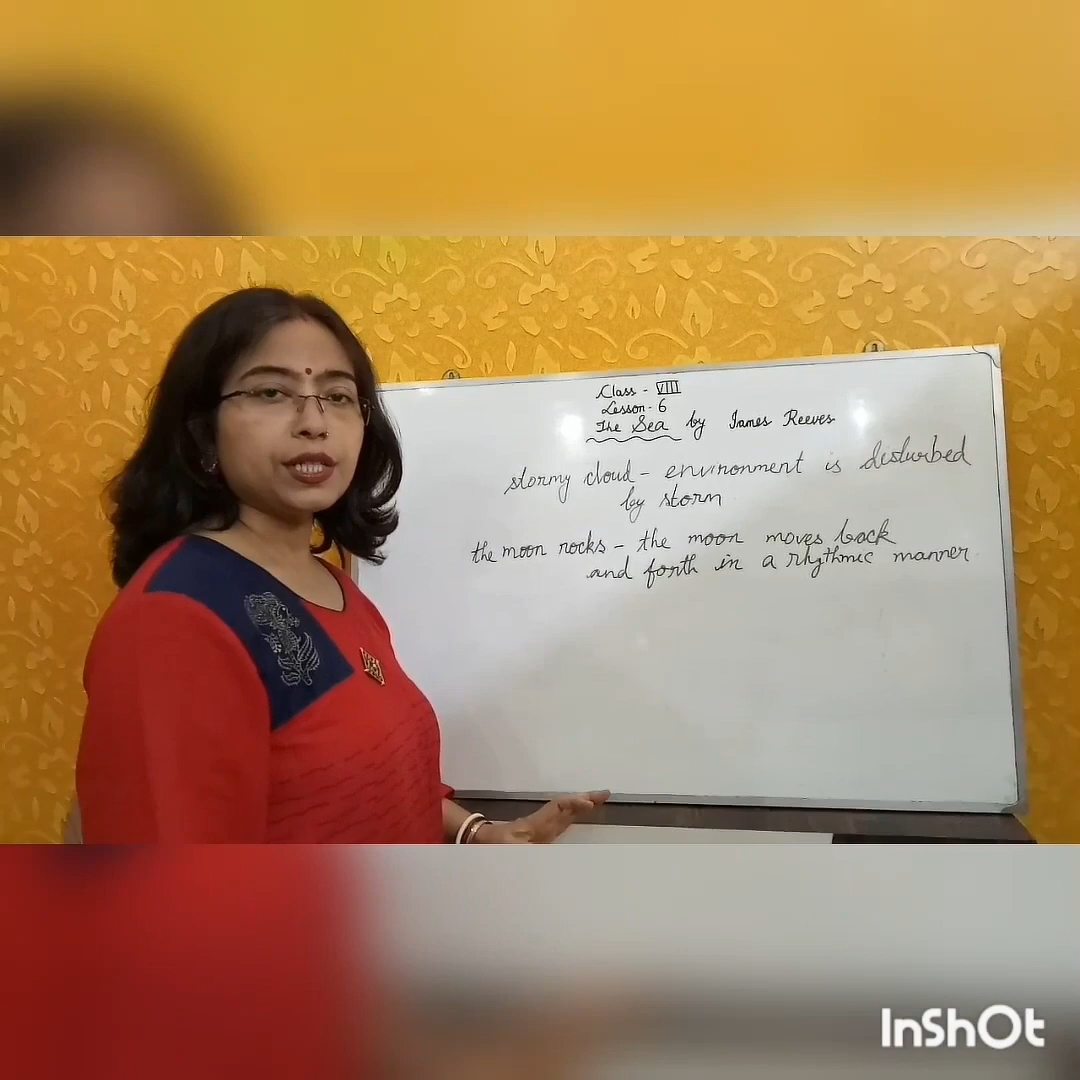 Class - VIII
Lesson - 6
The Sea by James Reeves
stormy cloud - environment is disturbed
by storm
the moon rocks - the moon moves back
and forth in a rhythmic manner
InShOt